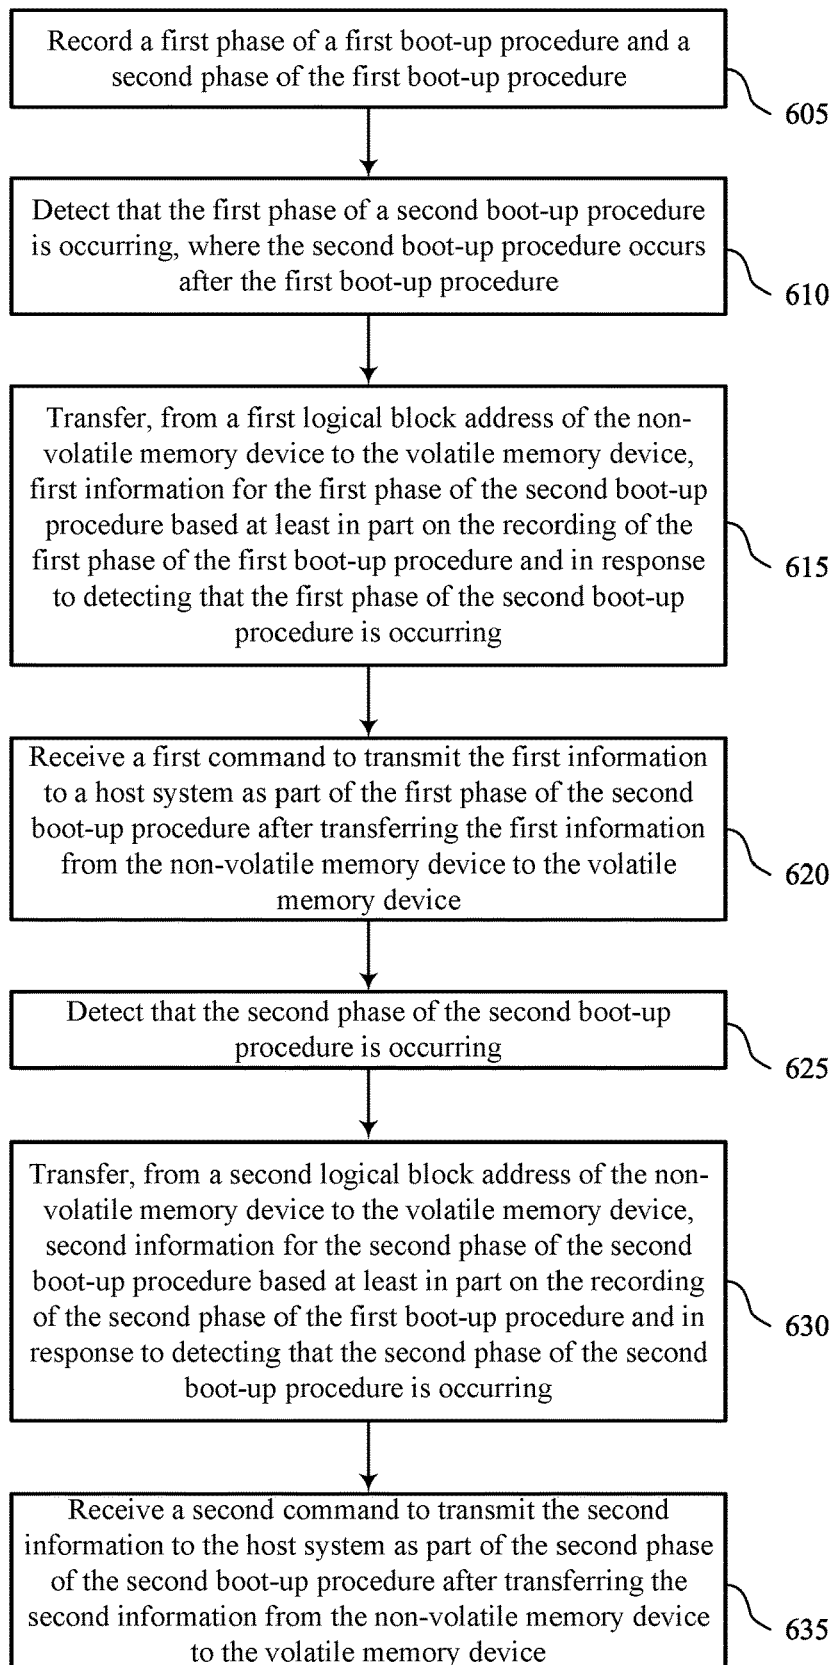 Record a first phase of a first boot-up procedure and a
second phase of the first boot-up procedure
605
Detect that the first phase of a second boot-up procedure
is occurring, where the second boot-up procedure occurs
after the first boot-up procedure
610
Transfer, from a first logical block address of the non-
volatile memory device to the volatile memory device,
first information for the first phase of the second boot-up
procedure based at least in part on the recording of the
first phase of the first boot-up procedure and in response
to detecting that the first phase of the second boot-up
procedure is occurring
615
Receive a first command to transmit the first information
to a host system as part of the first phase of the second
boot-up procedure after transferring the first information
from the non-volatile memory device to the volatile
memory device
620
Detect that the second phase of the second boot-up
procedure is occurring
625
Transfer, from a second logical block address of the non-
volatile memory device to the volatile memory device,
second information for the second phase of the second
boot-up procedure based at least in part on the recording
of the second phase of the first boot-up procedure and in
response to detecting that the second phase of the second
boot-up procedure is occurring
630
Receive a second command to transmit the second
information to the host system as part of the second phase
of the second boot-up procedure after transferring the
second information from the non-volatile memory device
to the volatile memory device
635